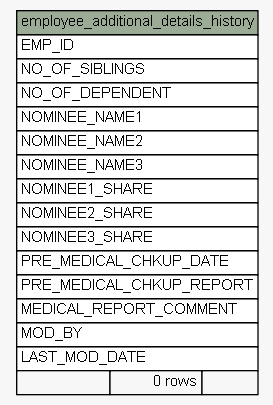 employee_additional_details_history
EMP_ID
NO_OF_SIBLINGS
NO_OF_DEPENDENT
NOMINEE_NAME1
NOMINEE_NAME2
NOMINEE_NAME3
NOMINEE1_SHARE
NOMINEE2_SHARE
NOMINEE3_SHARE
PRE_MEDICAL_CHKUP_DATE
PRE_MEDICAL_CHKUP_REPORT
MEDICAL_REPORT_COMMENT
MOD_BY
LAST_MOD_DATE
0 rows